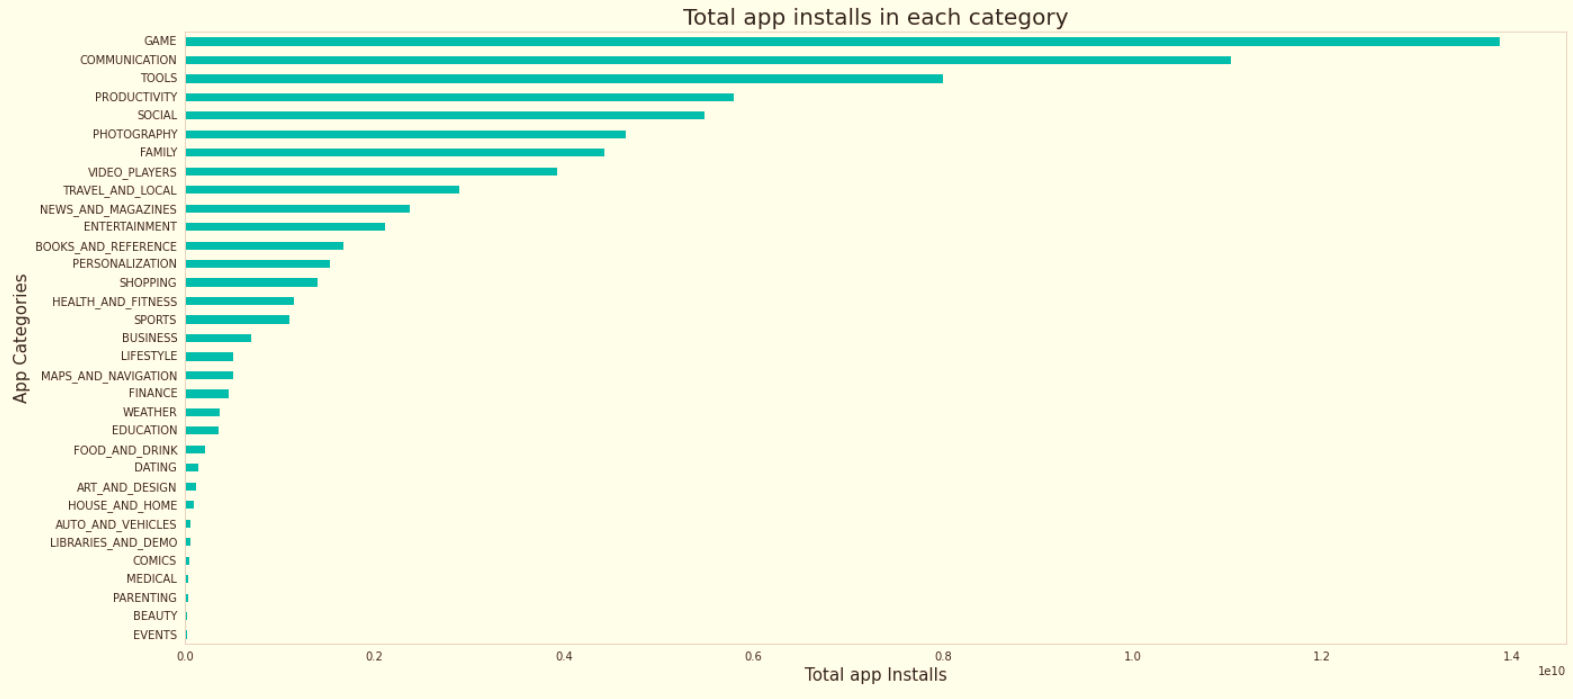 Total app installs in each category
GAME
COMMUNICATION
TOOLS
PRODUCTIVITY
SOCIAL
PHOTOGRAPHY
FAMILY
VIDEO_PLAYERS
TRAVEL_AND_LOCAL
NEWS_AND_MAGAZINES
ENTERTAINMENT
BOOKS_AND_REFERENCE
PERSONALIZATION
SHOPPING
HEALTH_AND_FITNESS
SPORTS
BUSINESS
LIFESTYLE
MAPS_AND_NAVIGATION
FINANCE
WEATHER
EDUCATION
FOOD_AND_DRINK
DATING
ART_AND_DESIGN
HOUSE_AND_HOME
AUTO_AND_VEHICLES
LIBRARIES_AND_DEMO
COMICS
MEDICAL
PARENTING
BEAUTY
EVENTS
App Categories
0.0 0.2 0.4 0.6 0.8 1.0 1.2 1.4
1e10
Total app Installs